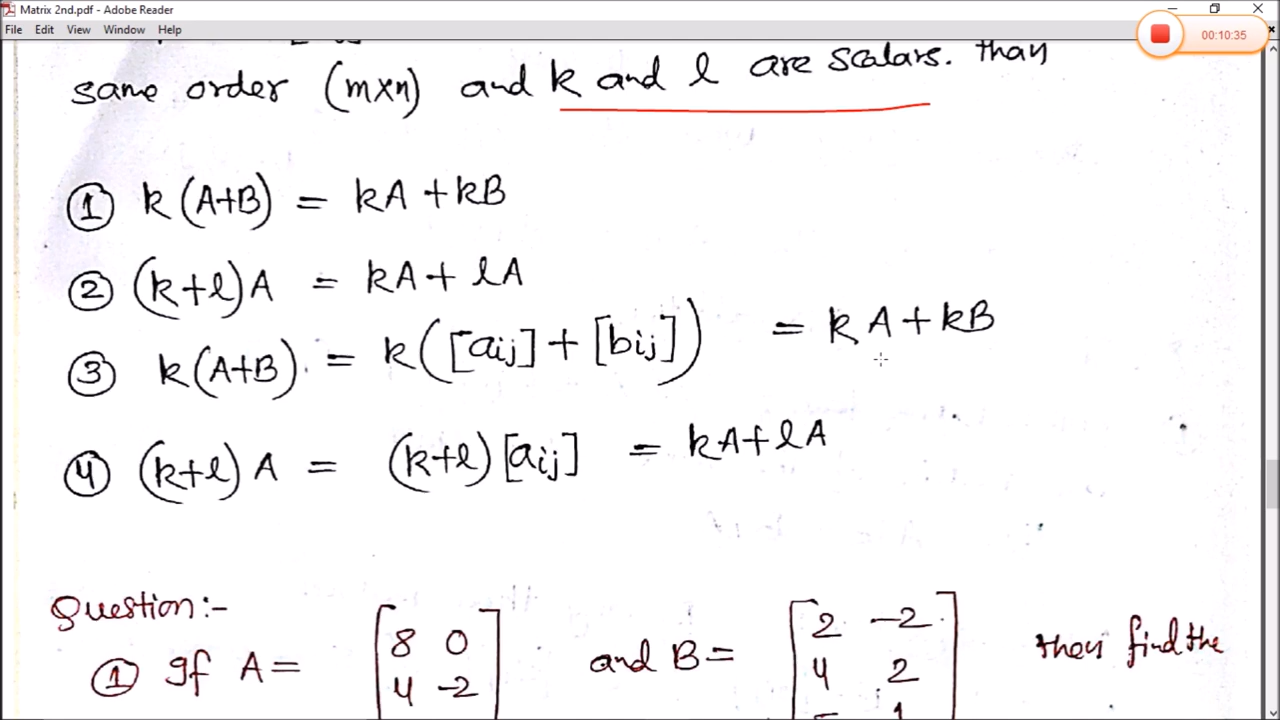 Matrix 2nd.pdf - Adobe Reader
File Edit View Window Help
00:10:35
same order (m×n) and k and l are scalars. than
① k(A+B) = kA + kB
② (k+l)A = kA + lA
③ k(A+B) = k([aij] + [bij]) = kA + kB
④ (k+l)A = (k+l)[aij] = kA + lA
Question:-
① If A = [8 0 and B = [2 -2 then find the
4 -2 4 2
1